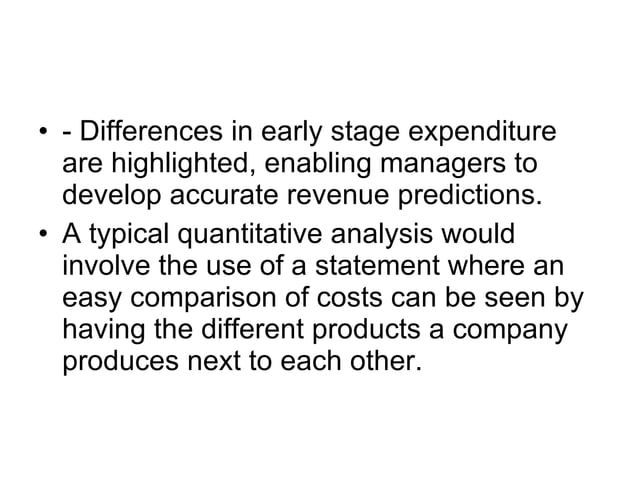 • - Differences in early stage expenditure
are highlighted, enabling managers to
develop accurate revenue predictions.
• A typical quantitative analysis would
involve the use of a statement where an
easy comparison of costs can be seen by
having the different products a company
produces next to each other.